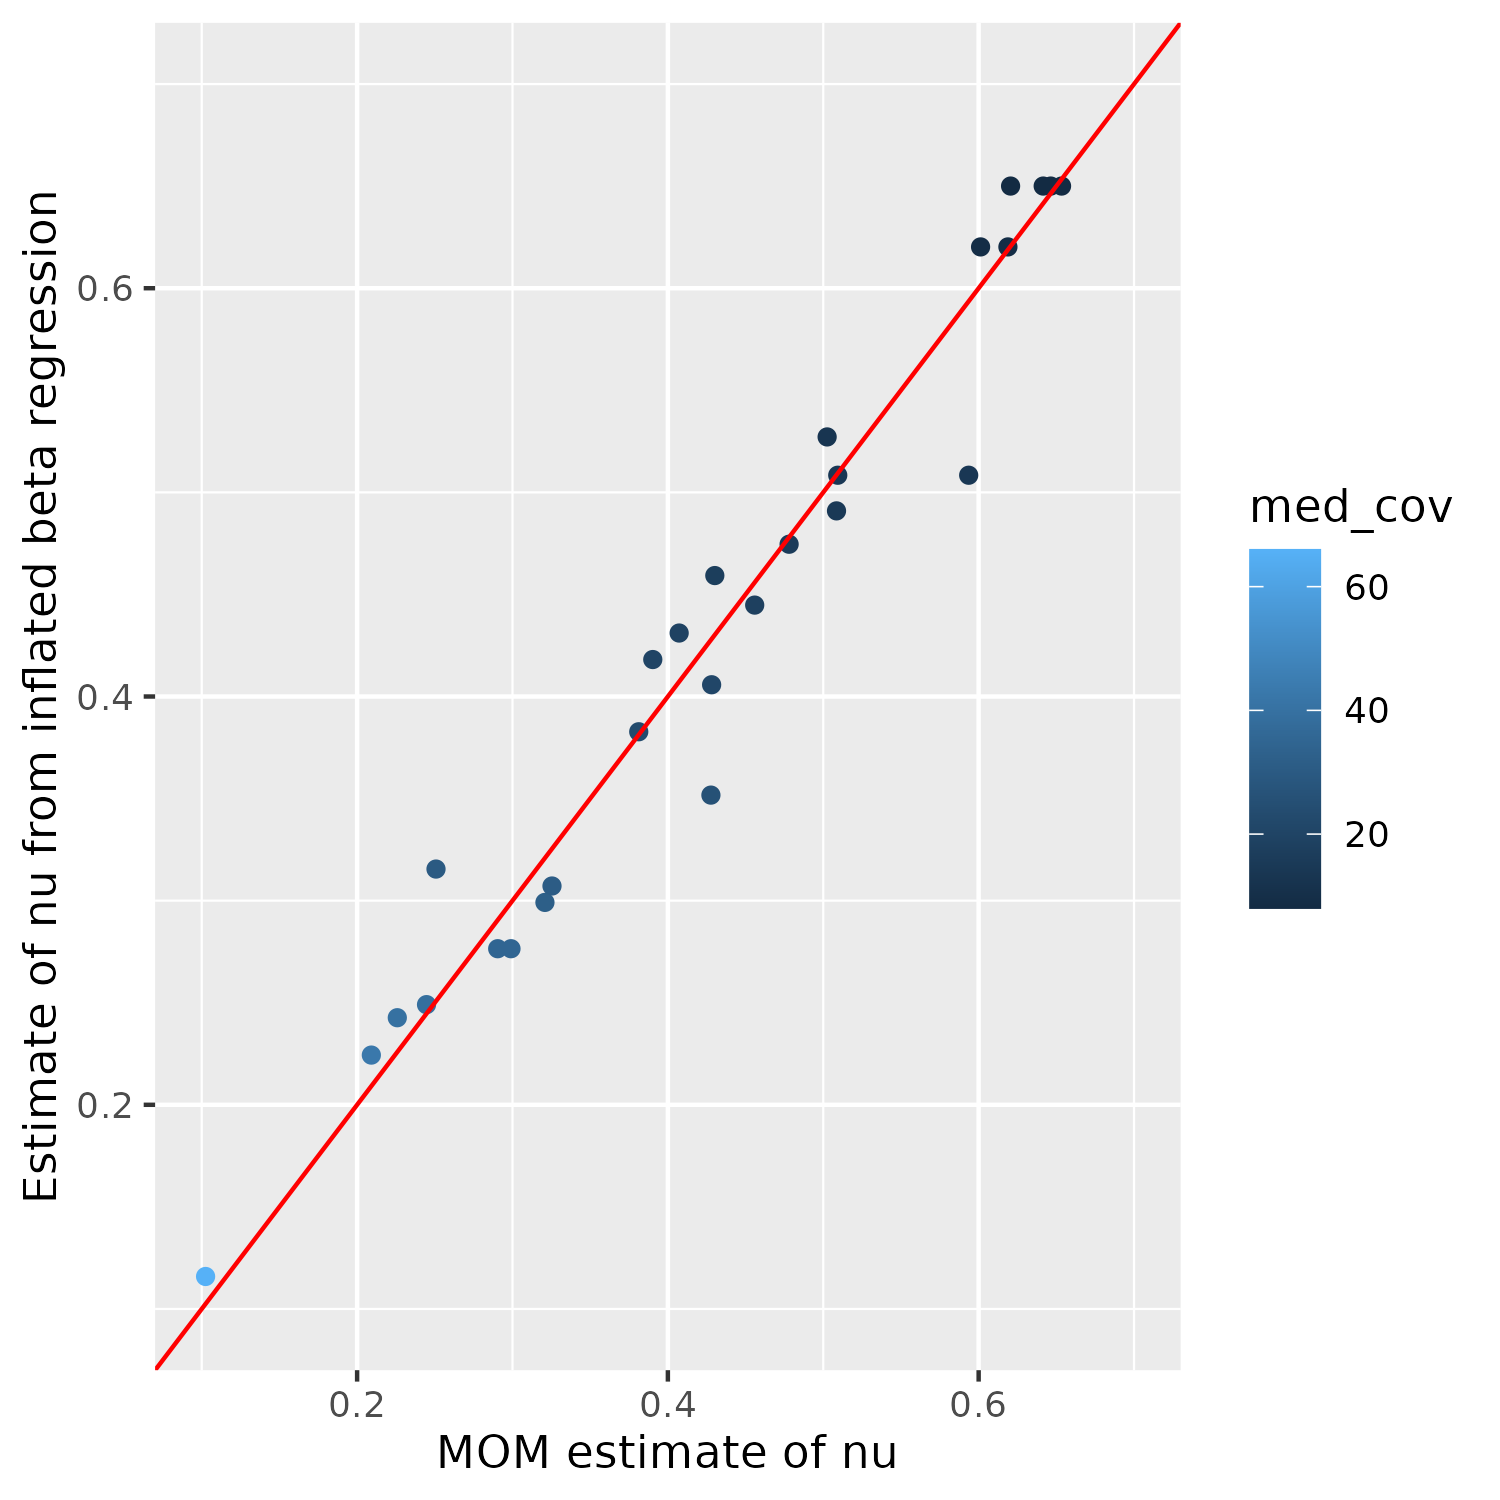 Estimate of nu from inflated beta regression
0.6
0.4
0.2
0.2 0.4 0.6
MOM estimate of nu
med_cov
60
40
20